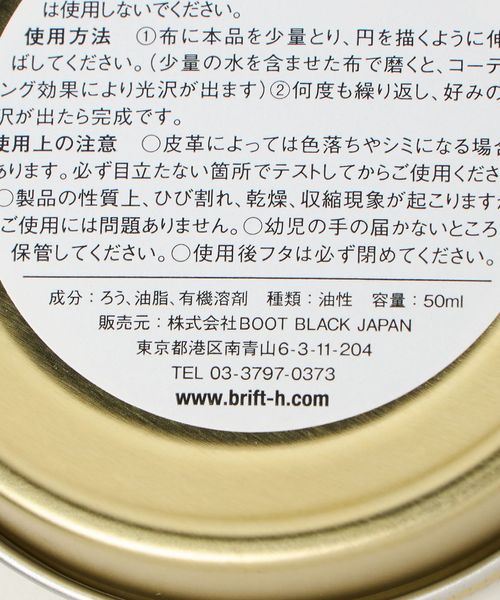 は使用しないでください。
使用方法 ①布に本品を少量とり、円を描くように伸
ばしてください。(少量の水を含ませた布で磨くと、コーテ
ング効果により光沢が出ます)②何度も繰り返し、好みの
沢が出たら完成です。
使用上の注意 ○皮革によっては色落ちやシミになる場合
あります。必ず目立たない箇所でテストしてからご使用くださ
○製品の性質上、ひび割れ、乾燥、収縮現象が起こりますが
ご使用には問題ありません。○幼児の手の届かないところ
保管してください。○使用後フタは必ず閉めてください。
成分:ろう、油脂、有機溶剤 種類:油性 容量:50ml
販売元:株式会社BOOT BLACK JAPAN
東京都港区南青山6-3-11-204
TEL 03-3797-0373
www.brift-h.com